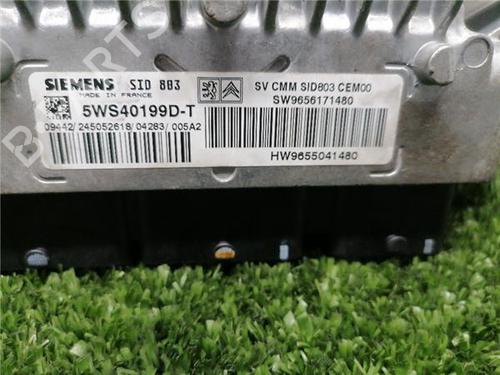 SIEMENS SID 803
MADE IN FRANCE
5WS40199D-T
09442/245052618/04283/005A2
SV CMM SID803 CEM00
SW9656171480
HW9655041480